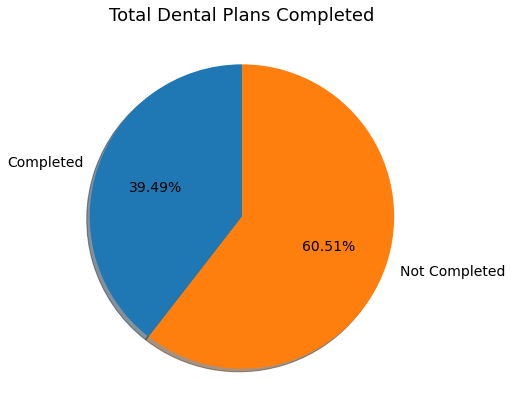 Total Dental Plans Completed
Completed
39.49%
60.51%
Not Completed